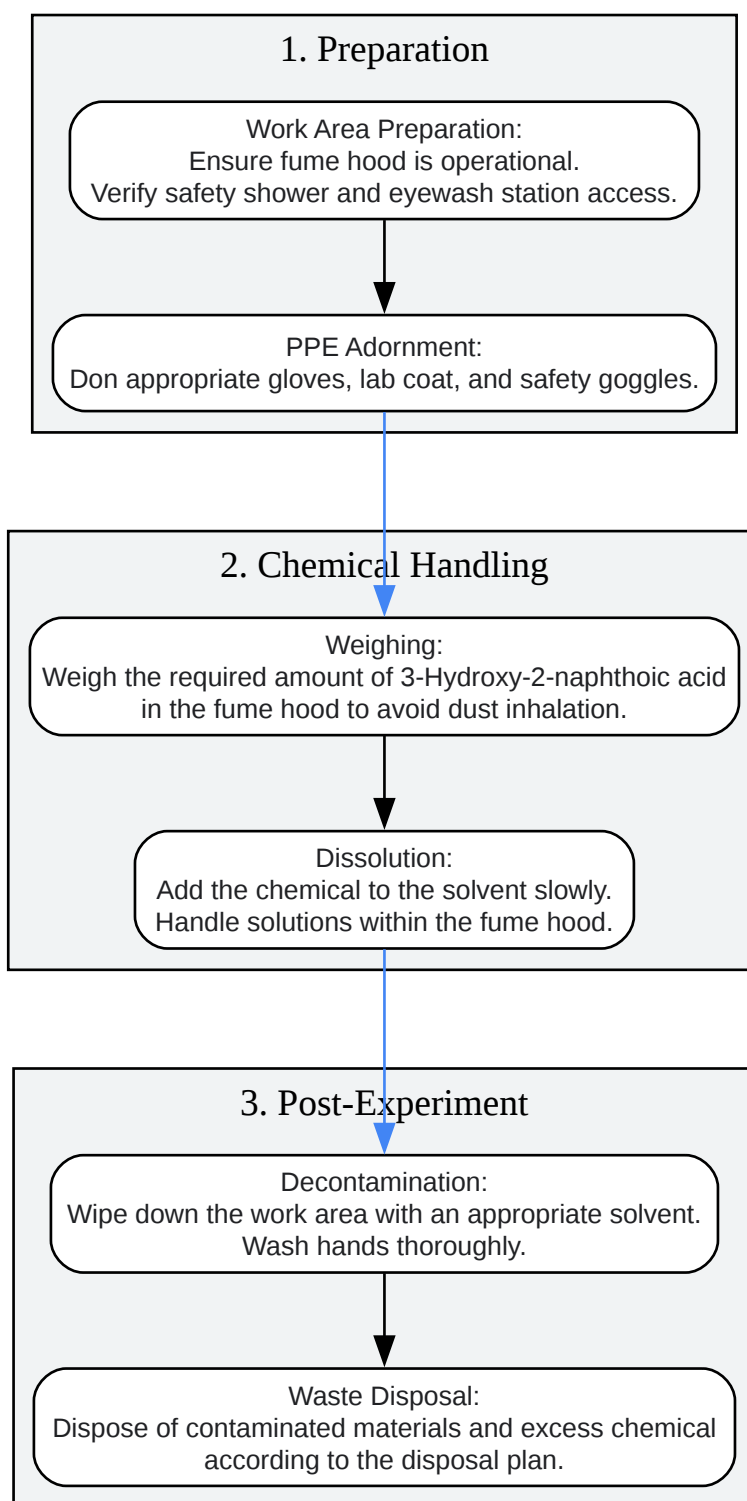 1. Preparation
Work Area Preparation:
Ensure fume hood is operational.
Verify safety shower and eyewash station access.
PPE Adornment:
Don appropriate gloves, lab coat, and safety goggles.
2. Chemical Handling
Weighing:
Weigh the required amount of 3-Hydroxy-2-naphthoic acid
in the fume hood to avoid dust inhalation.
Dissolution:
Add the chemical to the solvent slowly.
Handle solutions within the fume hood.
3. Post-Experiment
Decontamination:
Wipe down the work area with an appropriate solvent.
Wash hands thoroughly.
Waste Disposal:
Dispose of contaminated materials and excess chemical
according to the disposal plan.